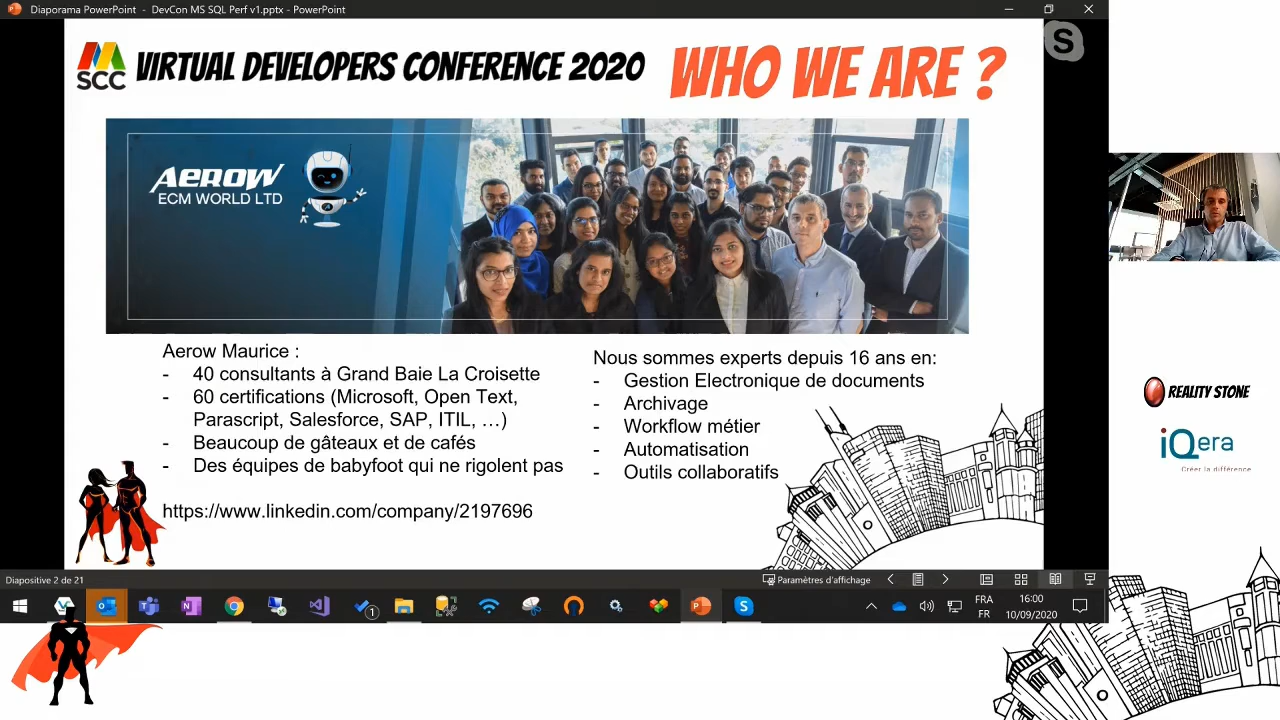 Diaporama PowerPoint - DevCon MS SQL Perf v1.pptx - PowerPoint
SCC
VIRTUAL DEVELOPERS CONFERENCE 2020
WHO WE ARE ?
AEROW
ECM WORLD LTD
Aerow Maurice :
- 40 consultants à Grand Baie La Croisette
- 60 certifications (Microsoft, Open Text,
Parascript, Salesforce, SAP, ITIL, …)
- Beaucoup de gâteaux et de cafés
- Des équipes de babyfoot qui ne rigolent pas
https://www.linkedin.com/company/2197696
Nous sommes experts depuis 16 ans en:
- Gestion Electronique de documents
- Archivage
- Workflow métier
- Automatisation
- Outils collaboratifs
REALITY STONE
iQera
Créer la différence
Diapositive 2 de 21
Paramètres d'affichage
1
FRA
FR
16:00
10/09/2020